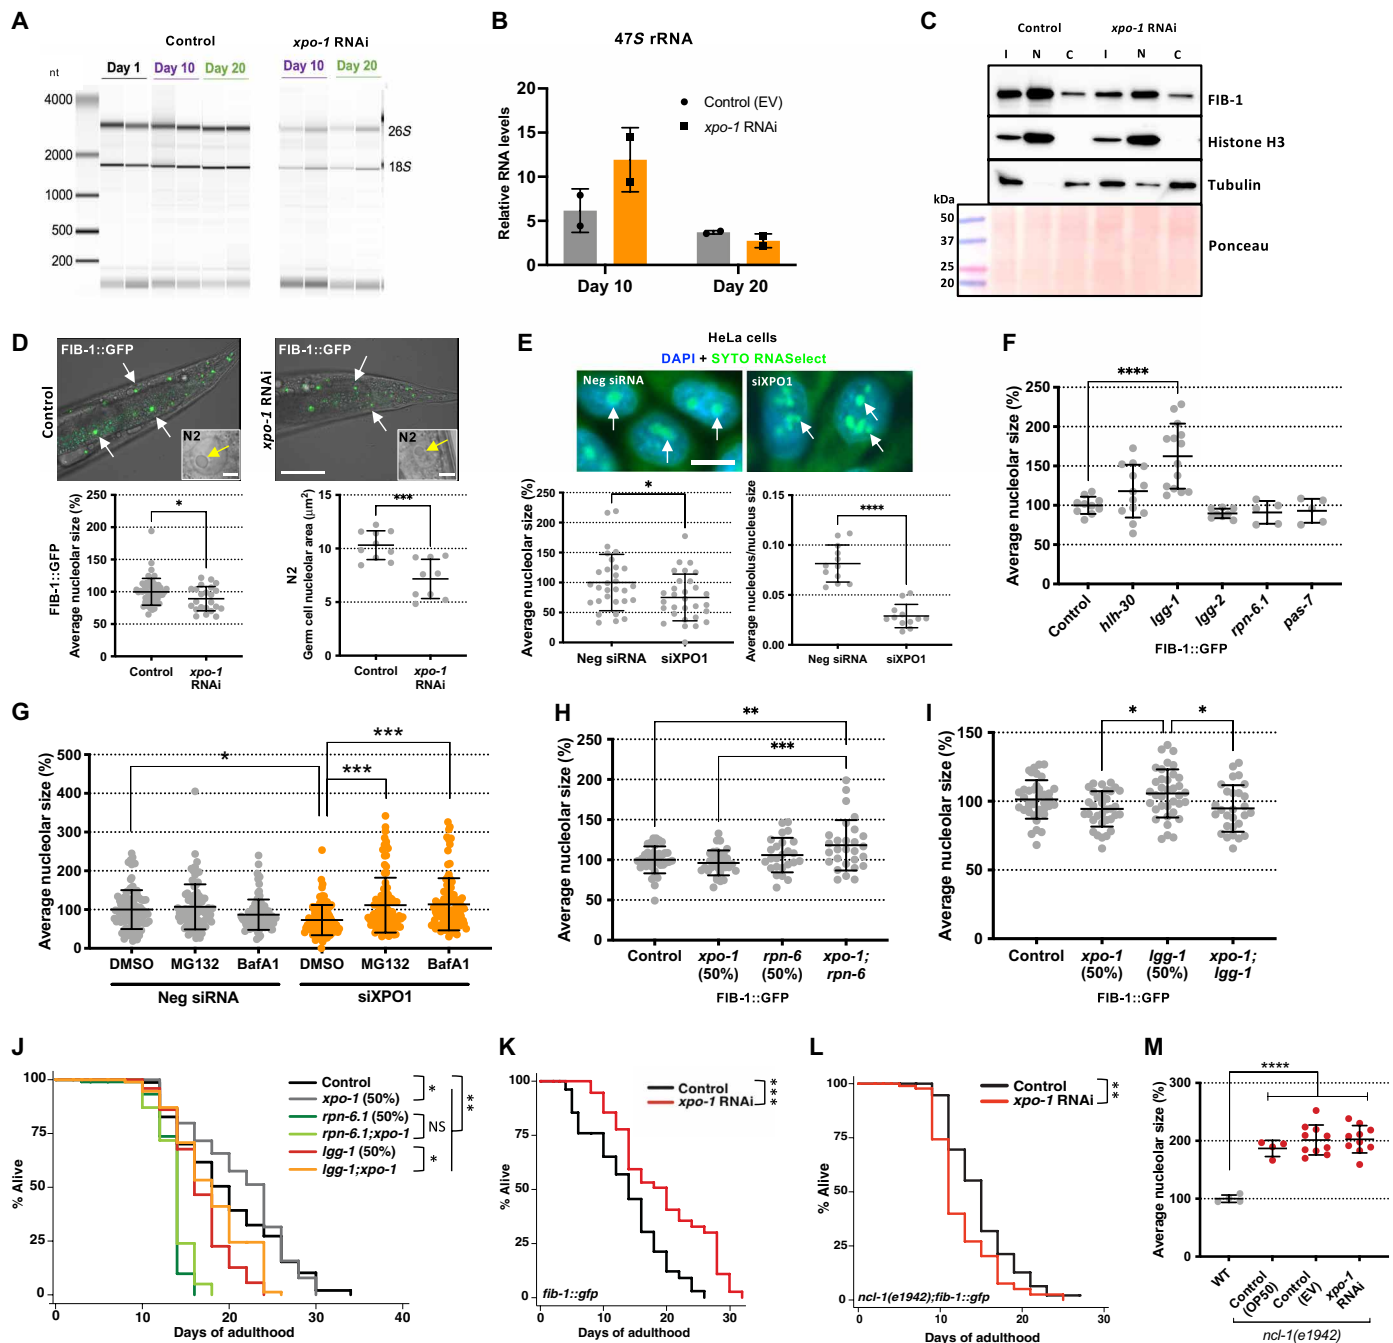 A
Control
xpo-1 RNAi
nt
Day 1
Day 10
Day 20
Day 10
Day 20
4000
2000
1000
500
200
26S
18S
B
47S rRNA
Relative RNA levels
20
15
10
5
0
Control (EV)
xpo-1 RNAi
Day 10
Day 20
C
Control
xpo-1 RNAi
I
N
C
I
N
C
FIB-1
Histone H3
Tubulin
kDa
50
37
25
20
Ponceau
D
Control
FIB-1::GFP
N2
xpo-1 RNAi
FIB-1::GFP
N2
FIB-1::GFP
Average nucleolar size (%)
250
200
150
100
50
0
*
Control
xpo-1
RNAi
N2
Germ cell nucleolar area (μm²)
15
10
5
0
***
Control
xpo-1
RNAi
E
HeLa cells
DAPI + SYTO RNASelect
Neg siRNA
siXPO1
Average nucleolar size (%)
250
200
150
100
50
0
*
Neg siRNA
siXPO1
Average nucleolus/nucleus size
0.15
0.10
0.05
0.00
****
Neg siRNA
siXPO1
F
Average nucleolar size (%)
250
200
150
100
50
0
****
Control
hlh-30
lgg-1
lgg-2
rpn-6.1
pas-7
FIB-1::GFP
G
Average nucleolar size (%)
500
400
300
200
100
0
*
***
***
DMSO
MG132
BafA1
DMSO
MG132
BafA1
Neg siRNA
siXPO1
H
Average nucleolar size (%)
250
200
150
100
50
0
**
***
Control
xpo-1
(50%)
rpn-6
(50%)
xpo-1;
rpn-6
FIB-1::GFP
I
Average nucleolar size (%)
150
100
50
0
*
*
Control
xpo-1
(50%)
lgg-1
(50%)
xpo-1;
lgg-1
FIB-1::GFP
J
% Alive
100
75
50
25
0
0
10
20
30
40
Days of adulthood
Control
xpo-1 (50%)
rpn-6.1 (50%)
rpn-6.1;xpo-1
lgg-1 (50%)
lgg-1;xpo-1
*
NS
*
**
K
% Alive
100
75
50
25
0
0
10
20
30
Days of adulthood
Control
xpo-1 RNAi
***
fib-1::gfp
L
% Alive
100
75
50
25
0
0
10
20
30
Days of adulthood
Control
xpo-1 RNAi
**
ncl-1(e1942);fib-1::gfp
M
Average nucleolar size (%)
300
200
100
0
****
WT
Control
(OP50)
Control
(EV)
xpo-1
RNAi
ncl-1(e1942)